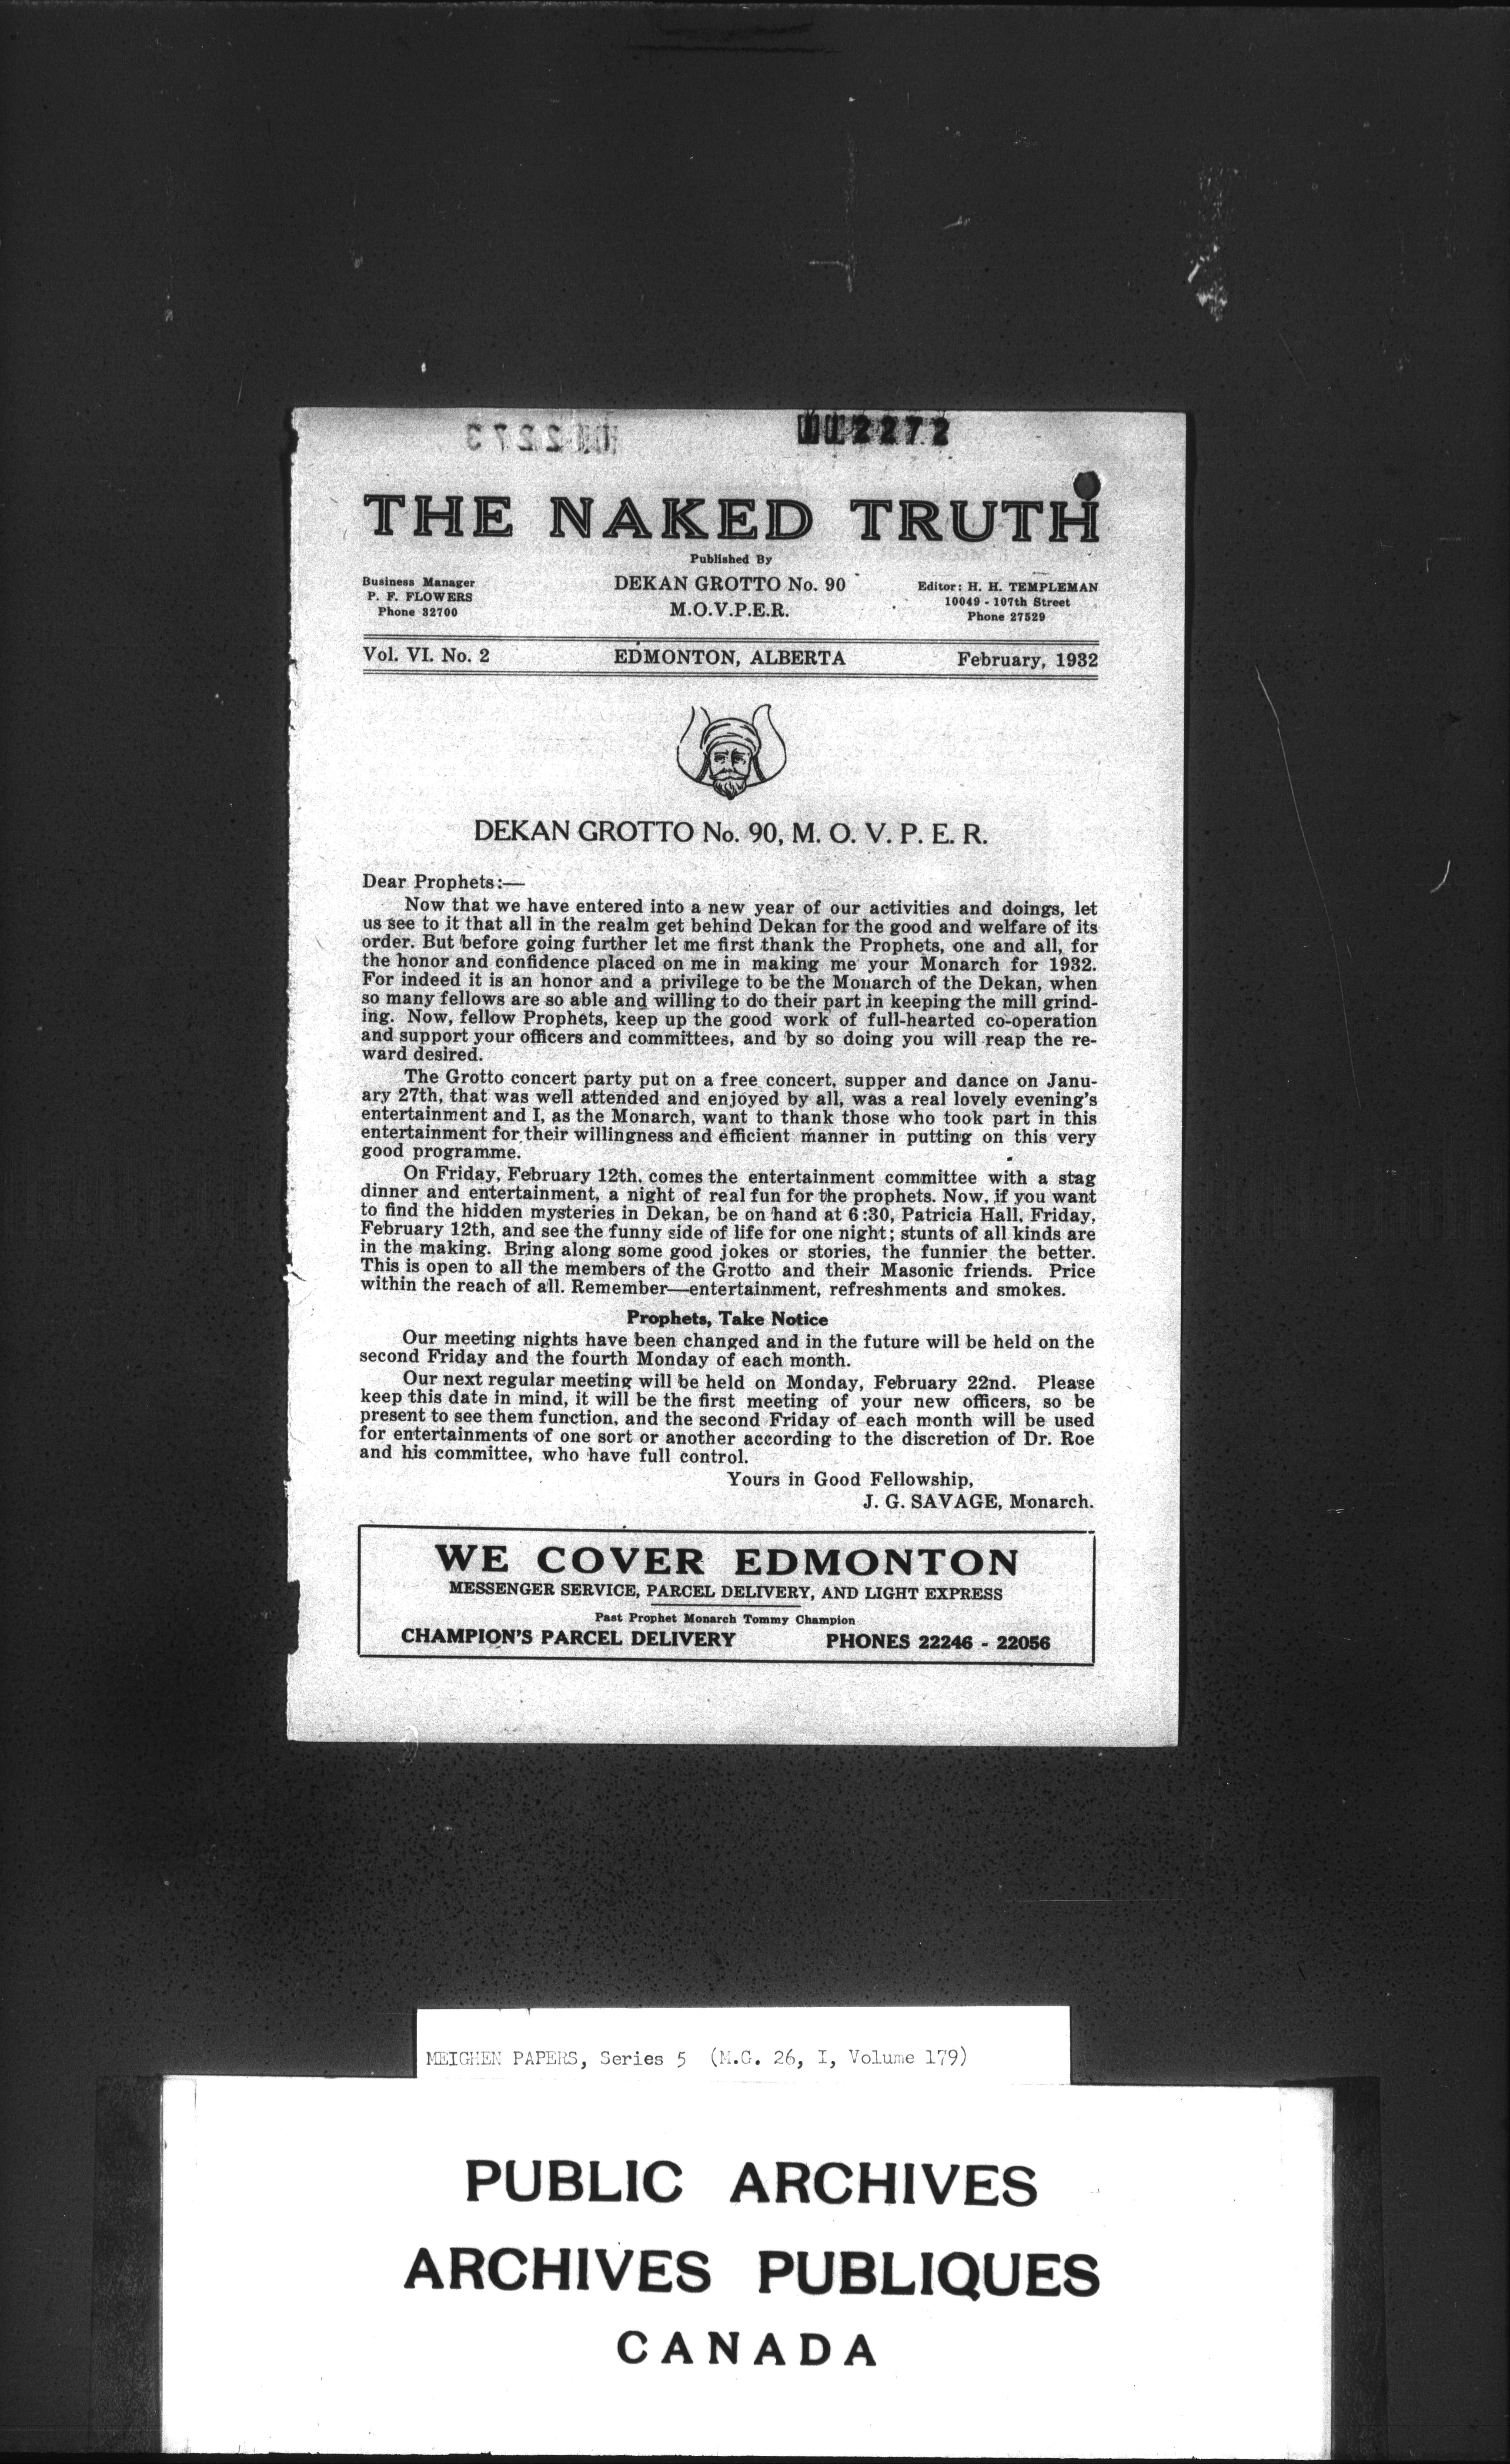 112272
THE NAKED TRUTH
Published By
Business Manager
P. F. FLOWERS
Phone 32700
DEKAN GROTTO No. 90
M.O.V.P.E.R.
Editor: H. H. TEMPLEMAN
10049 - 107th Street
Phone 27529
Vol. VI. No. 2 EDMONTON, ALBERTA February, 1932
DEKAN GROTTO No. 90, M. O. V. P. E. R.
Dear Prophets:—
Now that we have entered into a new year of our activities and doings, let
us see to it that all in the realm get behind Dekan for the good and welfare of its
order. But before going further let me first thank the Prophets, one and all, for
the honor and confidence placed on me in making me your Monarch for 1932.
For indeed it is an honor and a privilege to be the Monarch of the Dekan, when
so many fellows are so able and willing to do their part in keeping the mill grind-
ing. Now, fellow Prophets, keep up the good work of full-hearted co-operation
and support your officers and committees, and by so doing you will reap the re-
ward desired.
The Grotto concert party put on a free concert, supper and dance on Janu-
ary 27th, that was well attended and enjoyed by all, was a real lovely evening's
entertainment and I, as the Monarch, want to thank those who took part in this
entertainment for their willingness and efficient manner in putting on this very
good programme.
On Friday, February 12th, comes the entertainment committee with a stag
dinner and entertainment, a night of real fun for the prophets. Now, if you want
to find the hidden mysteries in Dekan, be on hand at 6:30, Patricia Hall, Friday,
February 12th, and see the funny side of life for one night; stunts of all kinds are
in the making. Bring along some good jokes or stories, the funnier the better.
This is open to all the members of the Grotto and their Masonic friends. Price
within the reach of all. Remember—entertainment, refreshments and smokes.
Prophets, Take Notice
Our meeting nights have been changed and in the future will be held on the
second Friday and the fourth Monday of each month.
Our next regular meeting will be held on Monday, February 22nd. Please
keep this date in mind, it will be the first meeting of your new officers, so be
present to see them function, and the second Friday of each month will be used
for entertainments of one sort or another according to the discretion of Dr. Roe
and his committee, who have full control.
Yours in Good Fellowship,
J. G. SAVAGE, Monarch.
WE COVER EDMONTON
MESSENGER SERVICE, PARCEL DELIVERY, AND LIGHT EXPRESS
Past Prophet Monarch Tommy Champion
CHAMPION'S PARCEL DELIVERY PHONES 22246 - 22056
MEIGHEN PAPERS, Series 5 (M.G. 26, I, Volume 179)
PUBLIC ARCHIVES
ARCHIVES PUBLIQUES
CANADA